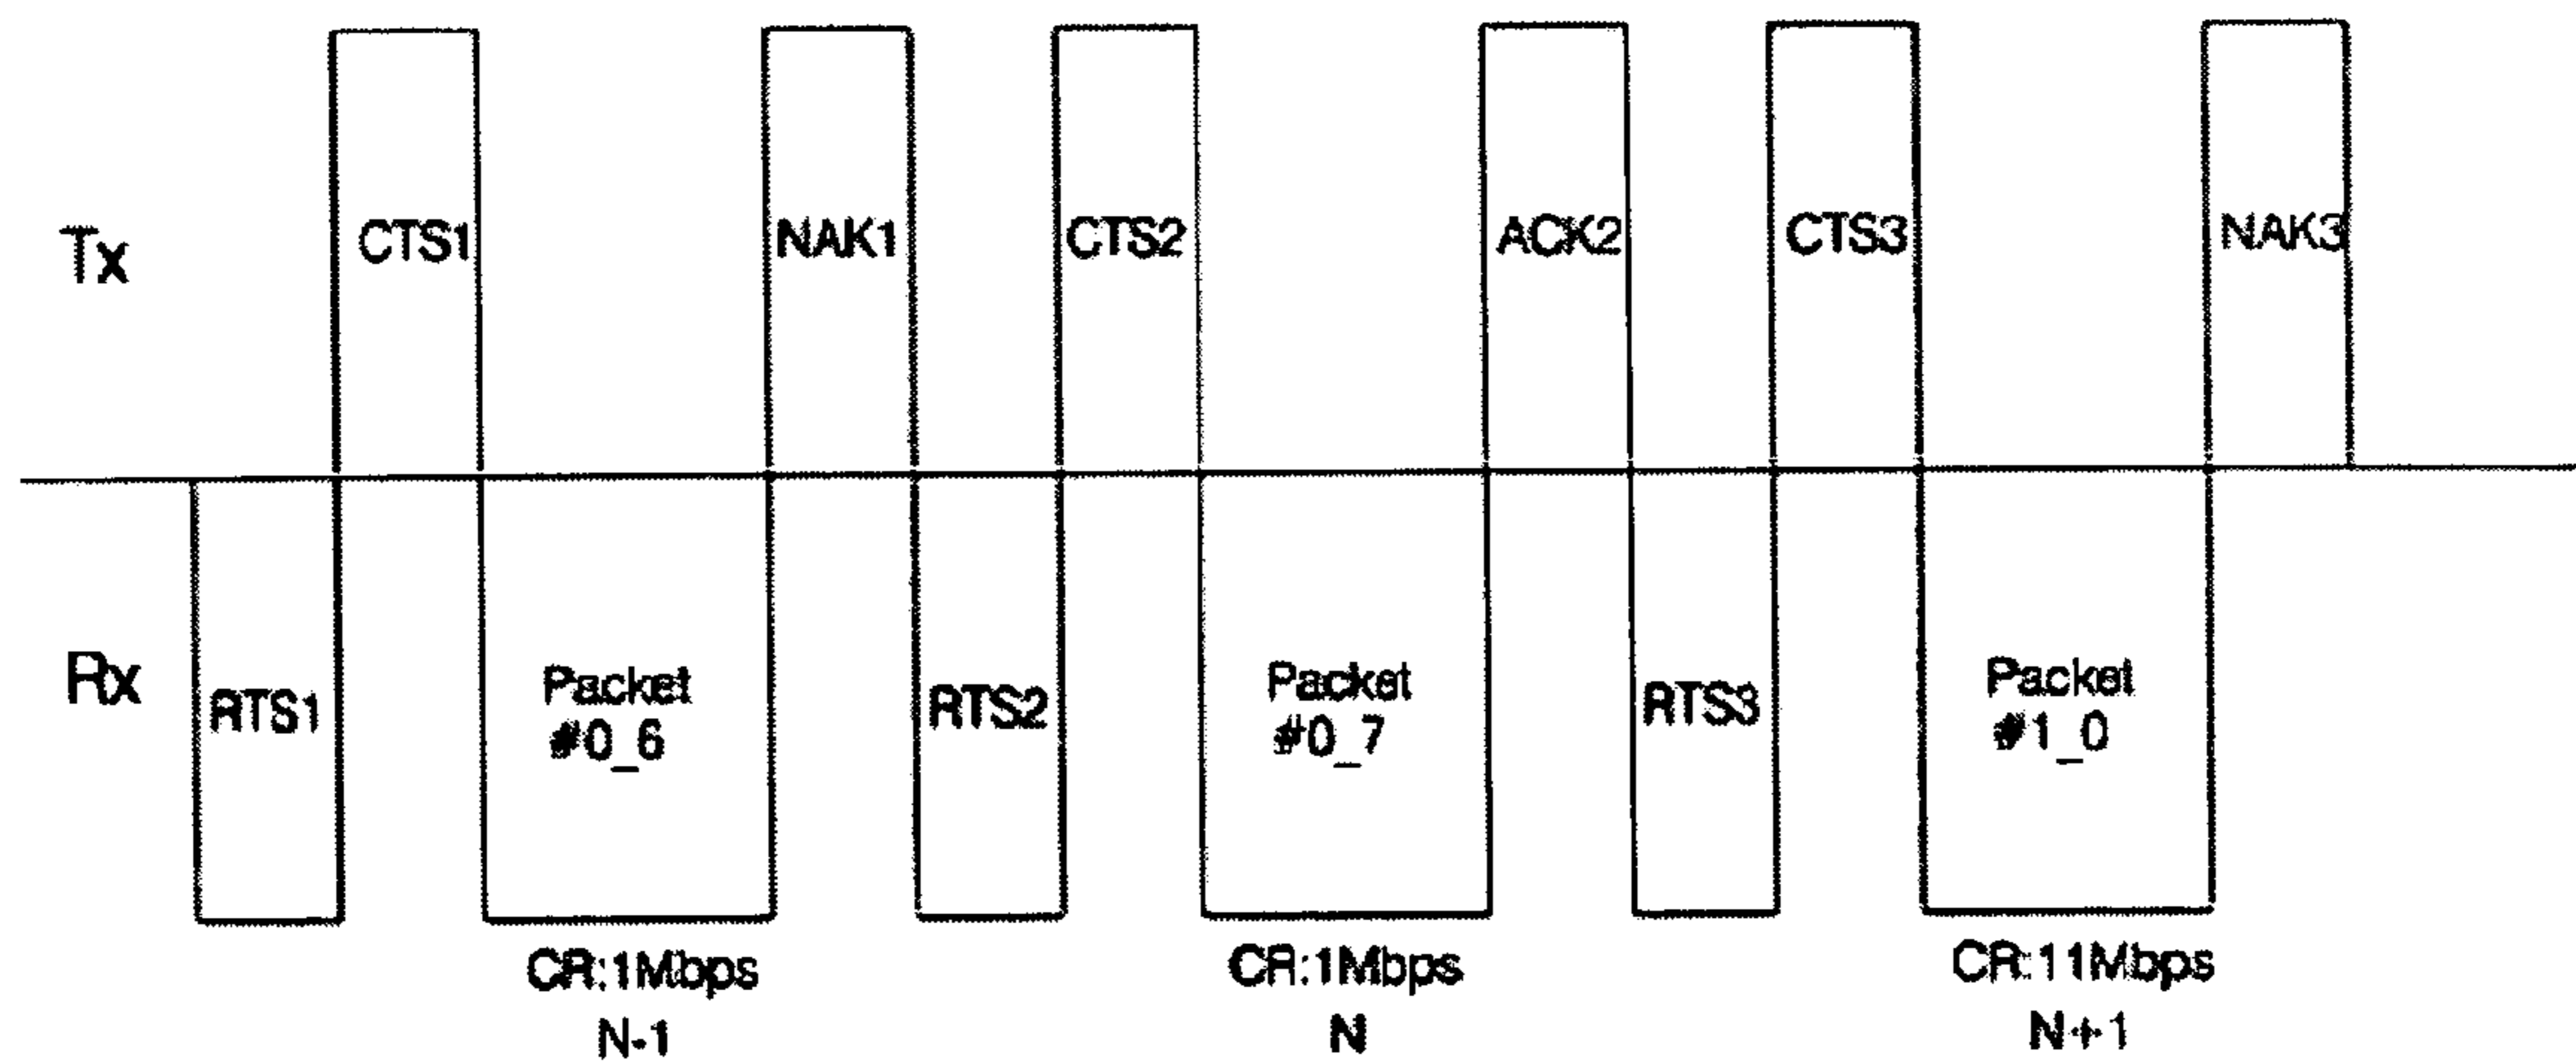 Tx
CTS1
NAK1
CTS2
ACK2
CTS3
NAK3
Rx
RTS1
Packet
#0_6
RTS2
Packet
#0_7
RTS3
Packet
#1_0
CR:1Mbps
N-1
CR:1Mbps
N
CR:11Mbps
N+1